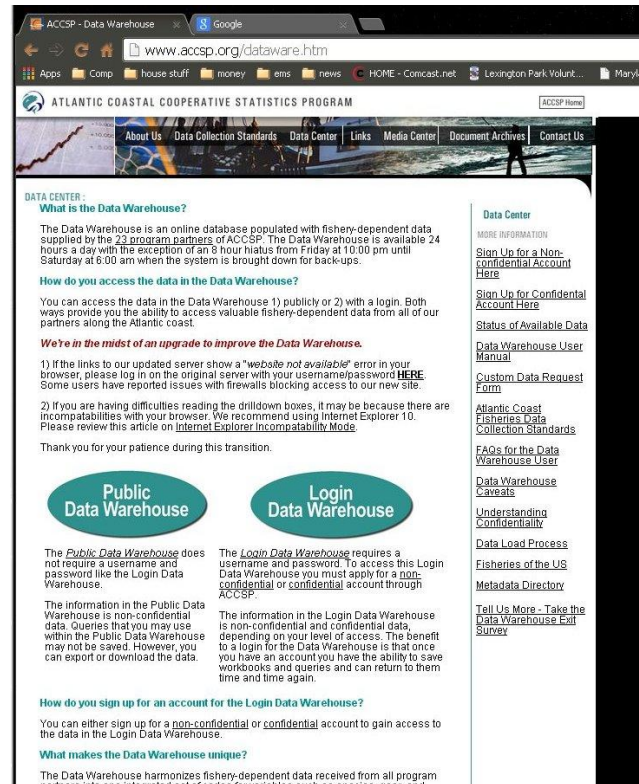 ACCSP - Data Warehouse
Google
www.accsp.org/dataware.htm
Apps Comp house stuff money ems news HOME - Comcast.net Lexington Park Volunt... Maryl
ATLANTIC COASTAL COOPERATIVE STATISTICS PROGRAM
ACCSP Home
About Us Data Collection Standards Data Center Links Media Center Document Archives Contact Us
DATA CENTER :
What is the Data Warehouse?
The Data Warehouse is an online database populated with fishery-dependent data
supplied by the 23 program partners of ACCSP. The Data Warehouse is available 24
hours a day with the exception of an 8 hour hiatus from Friday at 10:00 pm until
Saturday at 6:00 am when the system is brought down for back-ups.
How do you access the data in the Data Warehouse?
You can access the data in the Data Warehouse 1) publicly or 2) with a login. Both
ways provide you the ability to access valuable fishery-dependent data from all of our
partners along the Atlantic coast.
We're in the midst of an upgrade to improve the Data Warehouse.
1) If the links to our updated server show a "website not available" error in your
browser, please log in on the original server with your username/password HERE.
Some users have reported issues with firewalls blocking access to our new site.
2) If you are having difficulties reading the drilldown boxes, it may be because there are
incompatabilities with your browser. We recommend using Internet Explorer 10.
Please review this article on Internet Explorer Incompatability Mode.
Thank you for your patience during this transition.
Public
Data Warehouse
The Public Data Warehouse does
not require a username and
password like the Login Data
Warehouse.
The information in the Public Data
Warehouse is non-confidential
data. Queries that you may use
within the Public Data Warehouse
may not be saved. However, you
can export or download the data.
Login
Data Warehouse
The Login Data Warehouse requires a
username and password. To access this Login
Data Warehouse you must apply for a non-
confidential or confidential account through
ACCSP.
The information in the Login Data Warehouse
is non-confidential and confidential data,
depending on your level of access. The benefit
to a login for the Data Warehouse is that once
you have an account you have the ability to save
workbooks and queries and can return to them
time and time again.
How do you sign up for an account for the Login Data Warehouse?
You can either sign up for a non-confidential or confidential account to gain access to
the data in the Login Data Warehouse.
What makes the Data Warehouse unique?
The Data Warehouse harmonizes fishery-dependent data received from all program
Data Center
MORE INFORMATION
Sign Up for a Non-
confidential Account
Here
Sign Up for Confidental
Account Here
Status of Available Data
Data Warehouse User
Manual
Custom Data Request
Form
Atlantic Coast
Fisheries Data
Collection Standards
FAQs for the Data
Warehouse User
Data Warehouse
Caveats
Understanding
Confidentiality
Data Load Process
Fisheries of the US
Metadata Directory
Tell Us More - Take the
Data Warehouse Exit
Survey